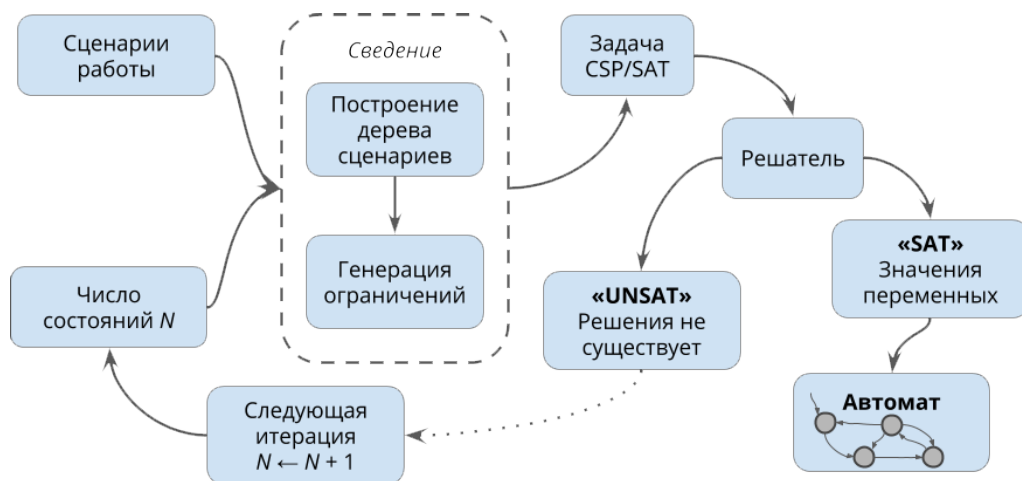 Сценарии
работы
Сведение
Построение
дерева
сценариев
Генерация
ограничений
Задача
CSP/SAT
Решатель
«SAT»
Значения
переменных
«UNSAT»
Решения не
существует
Число
состояний N
Следующая
итерация
N ← N + 1
Автомат